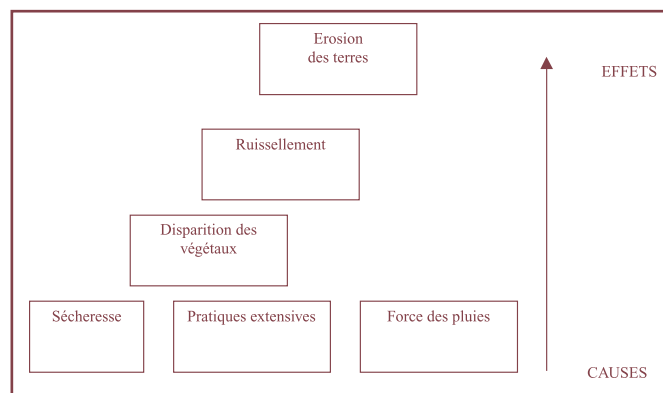 Erosion
des terres
EFFETS
Ruissellement
Disparition des
végétaux
Sécheresse
Pratiques extensives
Force des pluies
CAUSES